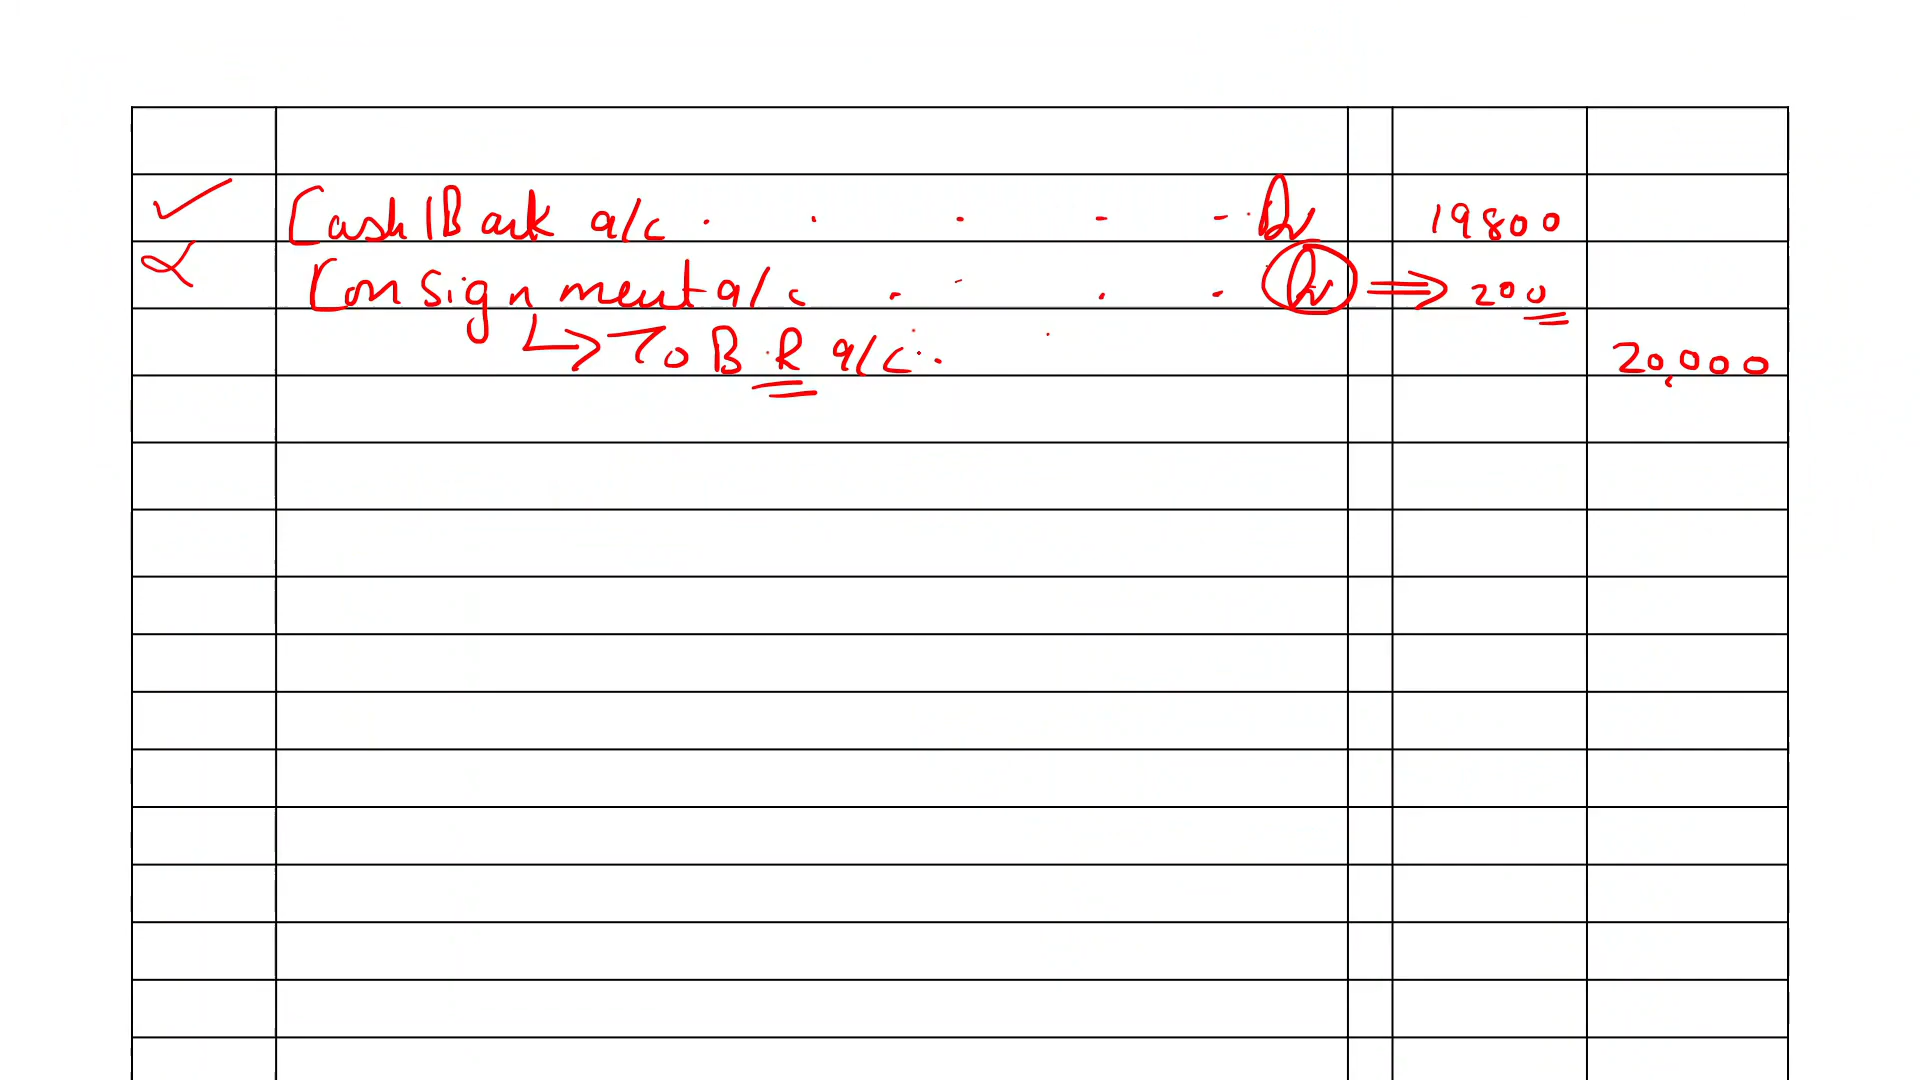 Cash/Bank a/c . . . - - . Dr 19800
Consignment a/c . . . . Dr ⇒ 200
↳ To B.R a/c . . 20,000